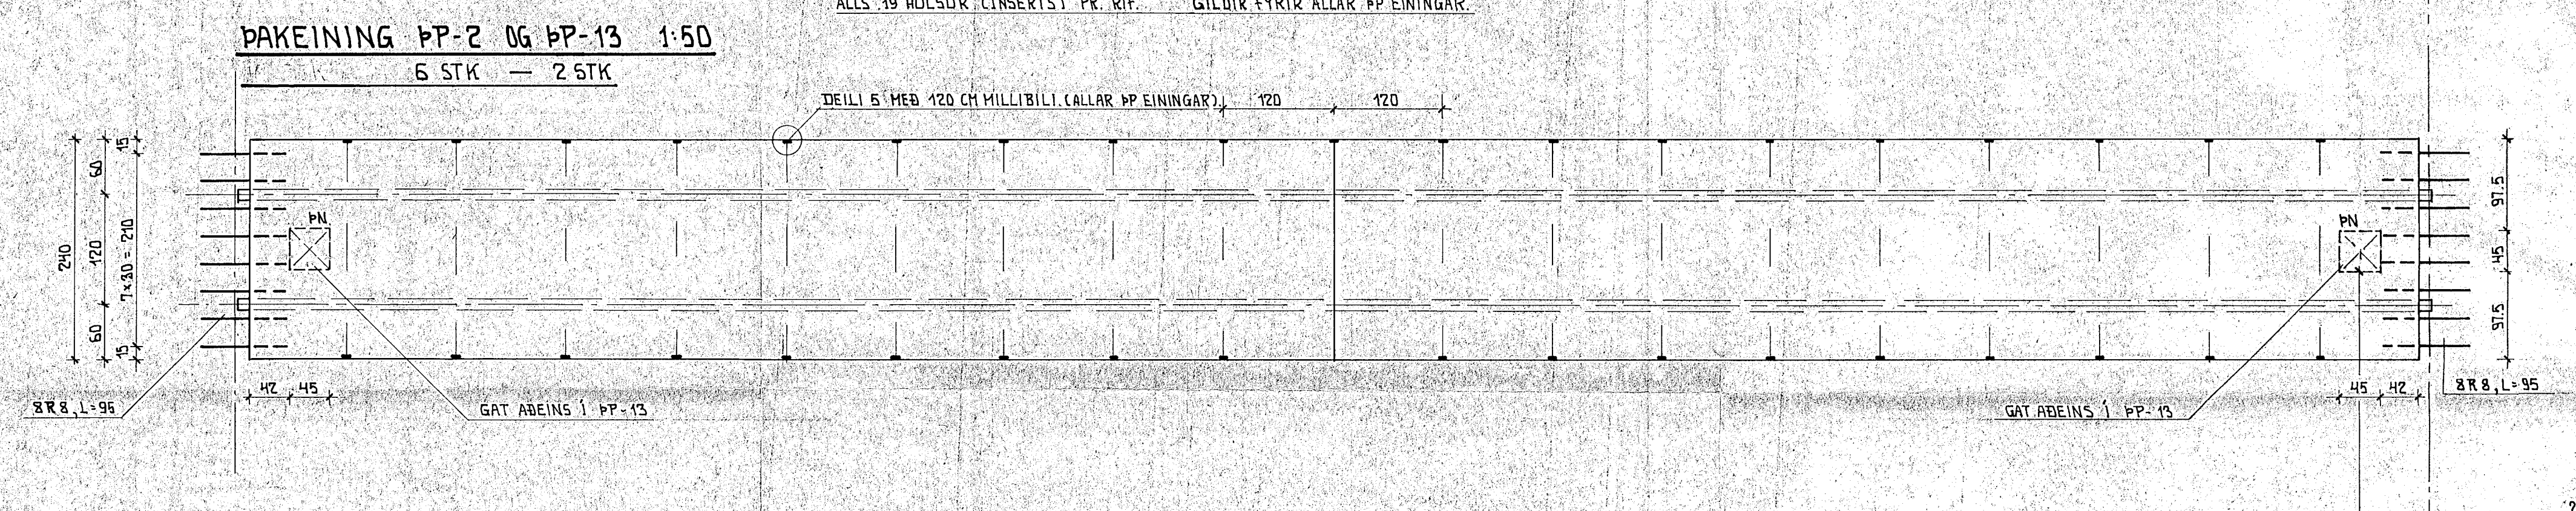 ALLS 19 HÓLSUR (INSERTS) PR. RIF. GILDIR FYRIR ALLAR ÞP EININGAR.
ÞAKEINING ÞP-2 OG ÞP-13 1:50
6 STK — 2 STK
DEILI 5 MEÐ 120 CM MILLIBILI. (ALLAR ÞP EININGAR). 120 120
15
60
240
120
7x30 = 210
60
15
ÞN
ÞN
97.5
45
97.5
42 45
45 42
8R8, L=95
8R8, L=95
GAT AÐEINS Í ÞP-13
GAT AÐEINS Í ÞP-13